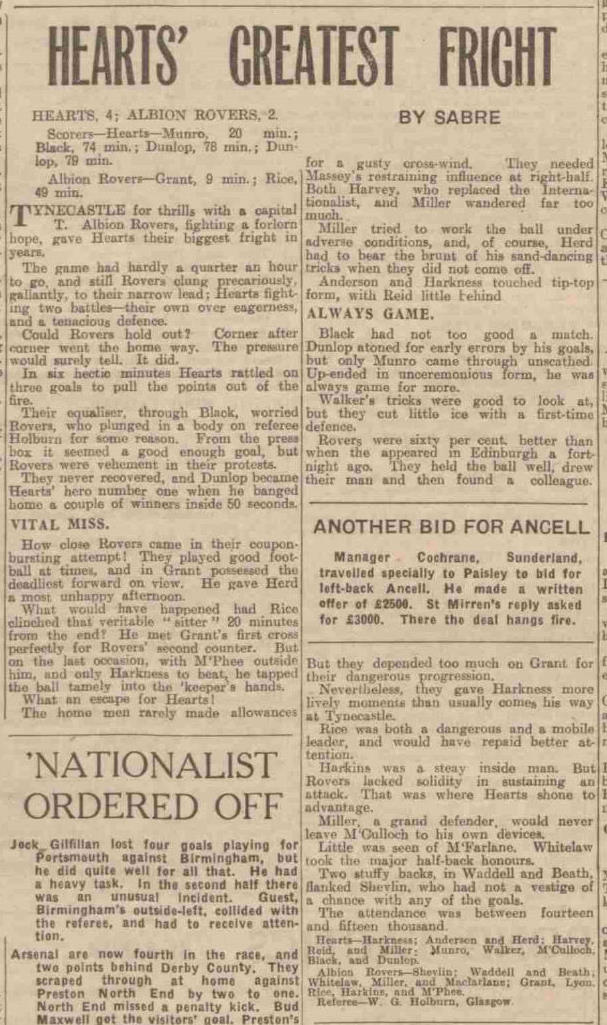 HEARTS' GREATEST FRIGHT
HEARTS, 4; ALBION ROVERS, 2.
Scorers—Hearts—Munro, 20 min.;
Black, 74 min.; Dunlop, 78 min.; Dun-
lop, 79 min.
Albion Rovers—Grant, 9 min.; Rice,
49 min.
TYNECASTLE for thrills with a capital
T. Albion Rovers, fighting a forlorn
hope, gave Hearts their biggest fright in
years.
The game had hardly a quarter an hour
to go, and still Rovers clung precariously,
gallantly, to their narrow lead; Hearts fight-
ing two battles—their own over eagerness,
and a tenacious defence.
Could Rovers hold out? Corner after
corner went the home way. The pressure
would surely tell. It did.
In six hectic minutes Hearts rattled on
three goals to pull the points out of the
fire.
Their equaliser, through Black, worried
Rovers, who plunged in a body on referee
Holburn for some reason. From the press
box it seemed a good enough goal, but
Rovers were vehement in their protests.
They never recovered, and Dunlop became
Hearts' hero number one when he banged
home a couple of winners inside 50 seconds.
VITAL MISS.
How close Rovers came in their coupon-
bursting attempt! They played good foot-
ball at times, and in Grant possessed the
deadliest forward on view. He gave Herd
a most unhappy afternoon.
What would have happened had Rice
clinched that veritable "sitter" 20 minutes
from the end? He met Grant's first cross
perfectly for Rovers' second counter. But
on the last occasion, with M'Phee outside
him, and only Harkness to beat, he tapped
the ball tamely into the 'keeper's hands.
What an escape for Hearts!
The home men rarely made allowances
BY SABRE
for a gusty cross-wind. They needed
Massey's restraining influence at right-half.
Both Harvey, who replaced the Interna-
tionalist, and Miller wandered far too
much.
Miller tried to work the ball under
adverse conditions, and, of course, Herd
had to bear the brunt of his sand-dancing
tricks when they did not come off.
Anderson and Harkness touched tip-top
form, with Reid little behind
ALWAYS GAME.
Black had not too good a match.
Dunlop atoned for early errors by his goals,
but only Munro came through unscathed.
Up-ended in unceremonious form, he was
always game for more.
Walker's tricks were good to look at,
but they cut little ice with a first-time
defence.
Rovers were sixty per cent. better than
when the appeared in Edinburgh a fort-
night ago. They held the ball well, drew
their man and then found a colleague.
ANOTHER BID FOR ANCELL
Manager Cochrane, Sunderland,
travelled specially to Paisley to bid for
left-back Ancell. He made a written
offer of £2500. St Mirren's reply asked
for £3000. There the deal hangs fire.
But they depended too much on Grant for
their dangerous progression.
Nevertheless, they gave Harkness more
lively moments than usually comes his way
at Tynecastle.
Rice was both a dangerous and a mobile
leader, and would have repaid better at-
tention.
Harkins was a steay inside man. But
Rovers lacked solidity in sustaining an
attack. That was where Hearts shone to
advantage.
Miller, a grand defender, would never
leave M'Culloch to his own devices.
Little was seen of M'Farlane. Whitelaw
took the major half-back honours.
Two stuffy backs, in Waddell and Beath,
flanked Shevlin, who had not a vestige of
a chance with any of the goals.
The attendance was between fourteen
and fifteen thousand.
Hearts—Harkness; Anderson and Herd; Harvey,
Reid, and Miller; Munro, Walker, M'Culloch,
Black, and Dunlop.
Albion Rovers—Shevlin; Waddell and Beath;
Whitelaw, Miller, and Macfarlane; Grant, Lyon,
Rice, Harkins, and M'Phee.
Referee—W. G. Holburn, Glasgow.
'NATIONALIST
ORDERED OFF
Jock Gilfillan lost four goals playing for
Portsmouth against Birmingham, but
he did quite well for all that. He had
a heavy task. In the second half there
was an unusual incident. Guest,
Birmingham's outside-left, collided with
the referee, and had to receive atten-
tion.
Arsenal are now fourth in the race, and
two points behind Derby County. They
scraped through at home against
Preston North End by two to one.
North End missed a penalty kick. Bud
Maxwell got the visitors' goal. Preston's